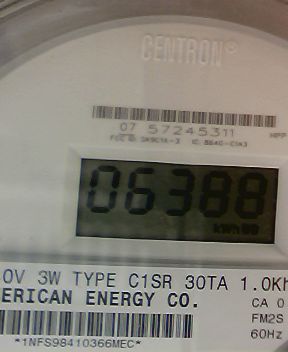 CENTRON®
07 57245311
06388
kWh
0V 3W TYPE C1SR 30TA 1.0Kh
ERICAN ENERGY CO.
CA 0
FM2S
60Hz
*1NFS98410366MEC*